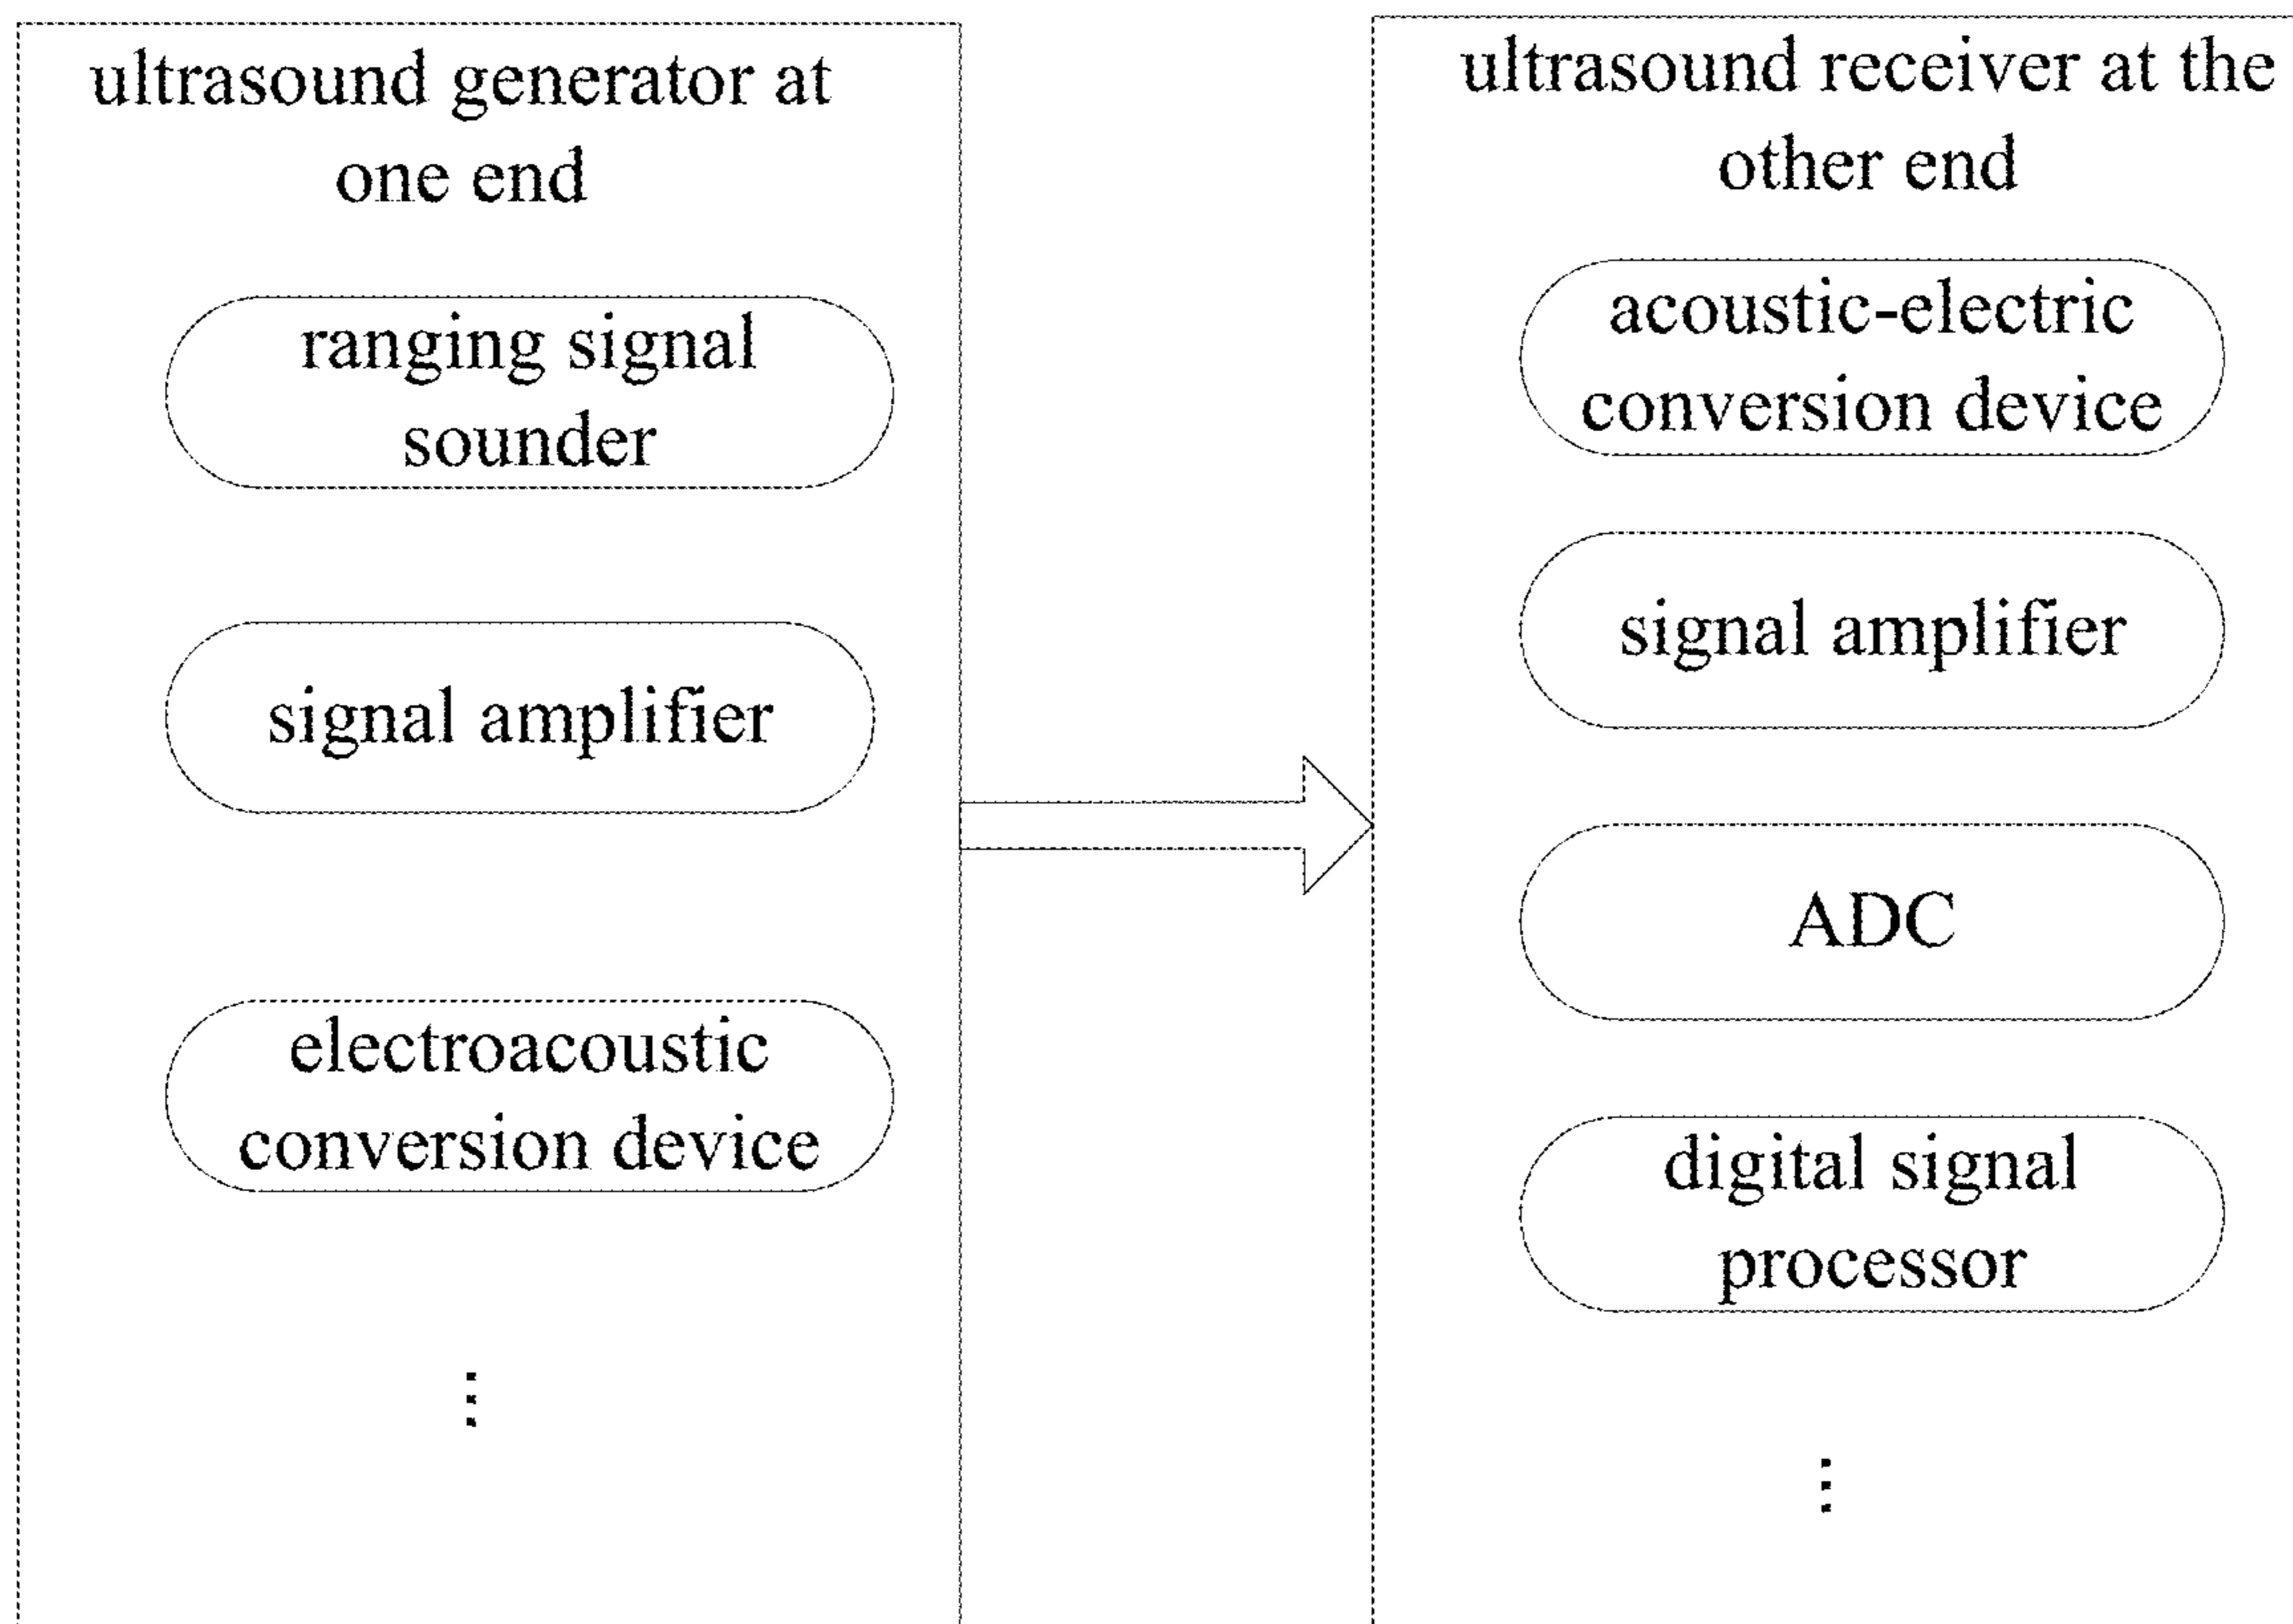 ultrasound generator at
one end
ranging signal
sounder
signal amplifier
electroacoustic
conversion device
⋮
ultrasound receiver at the
other end
acoustic-electric
conversion device
signal amplifier
ADC
digital signal
processor
⋮